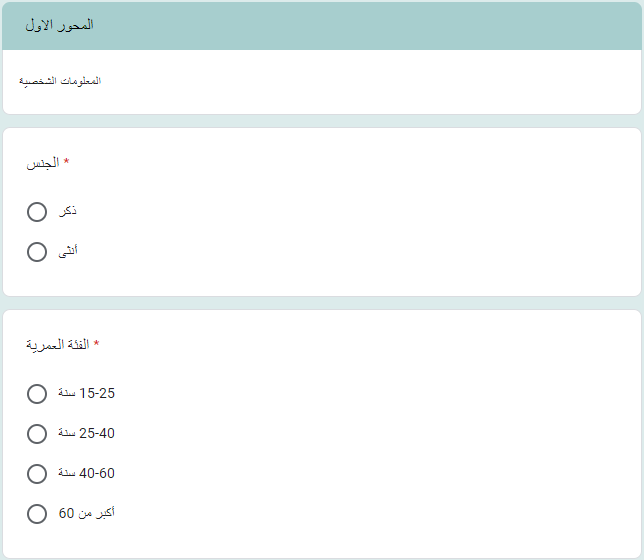 المحور الاول
المعلومات الشخصية
الجنس *
ذكر
أنثى
الفئة العمرية *
15-25 سنة
25-40 سنة
40-60 سنة
أكبر من 60